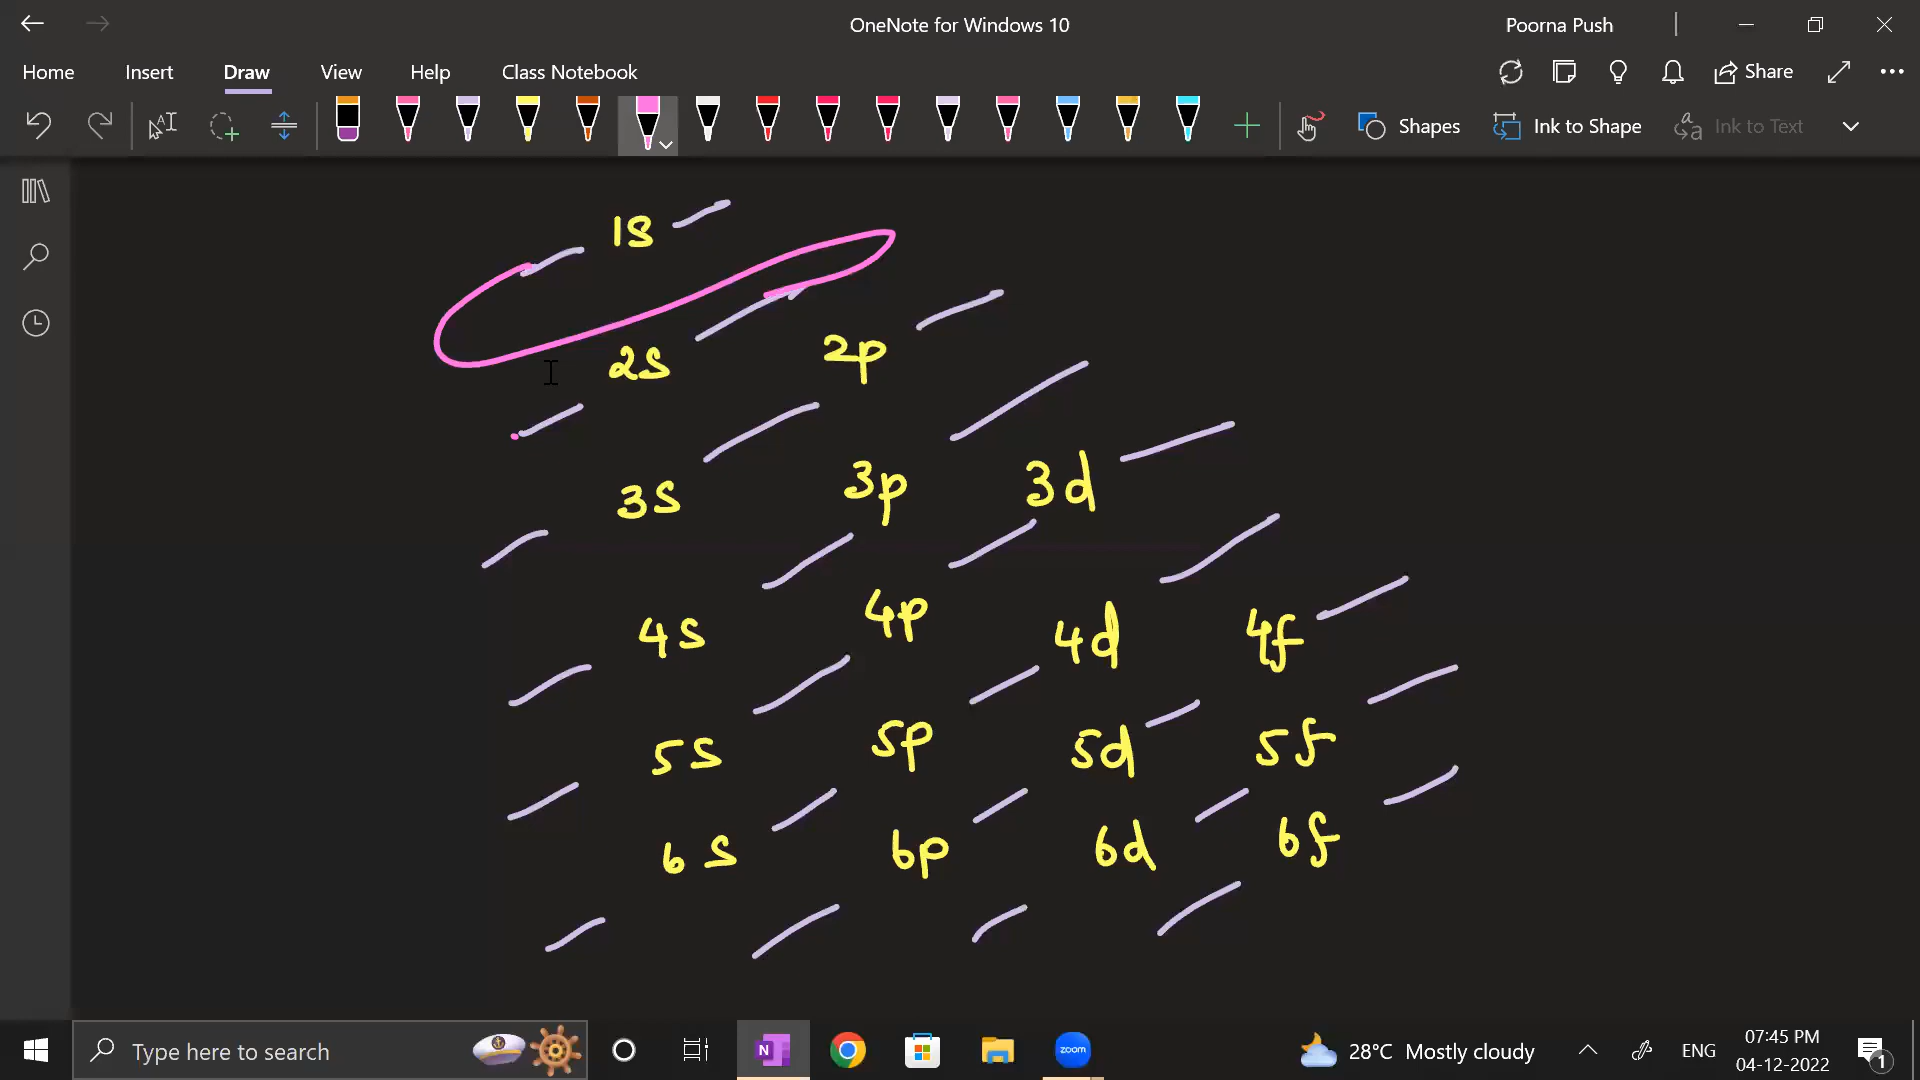 OneNote for Windows 10
Poorna Push
Home Insert Draw View Help Class Notebook
Share
Shapes Ink to Shape Ink to Text
1s
2s 2p
3s 3p 3d
4s 4p 4d 4f
5s 5p 5d 5f
6s 6p 6d 6f
Type here to search
N
zoom
28°C Mostly cloudy
ENG
07:45 PM
04-12-2022
1